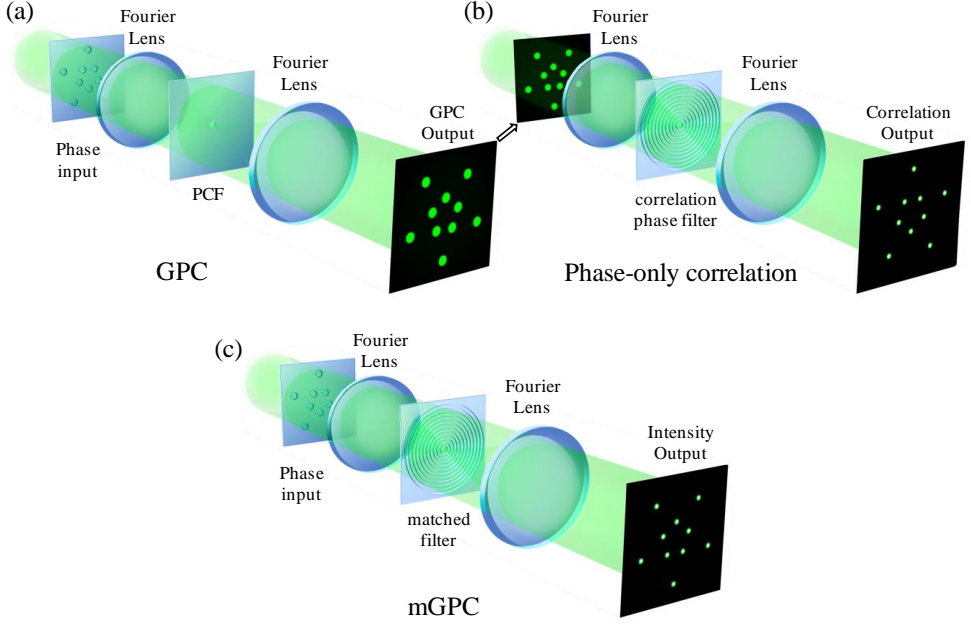 (a)
Fourier
Lens
Fourier
Lens
GPC
Output
Phase
input
PCF
GPC
(b)
Fourier
Lens
Fourier
Lens
Correlation
Output
correlation
phase filter
Phase-only correlation
(c)
Fourier
Lens
Fourier
Lens
Intensity
Output
Phase
input
matched
filter
mGPC